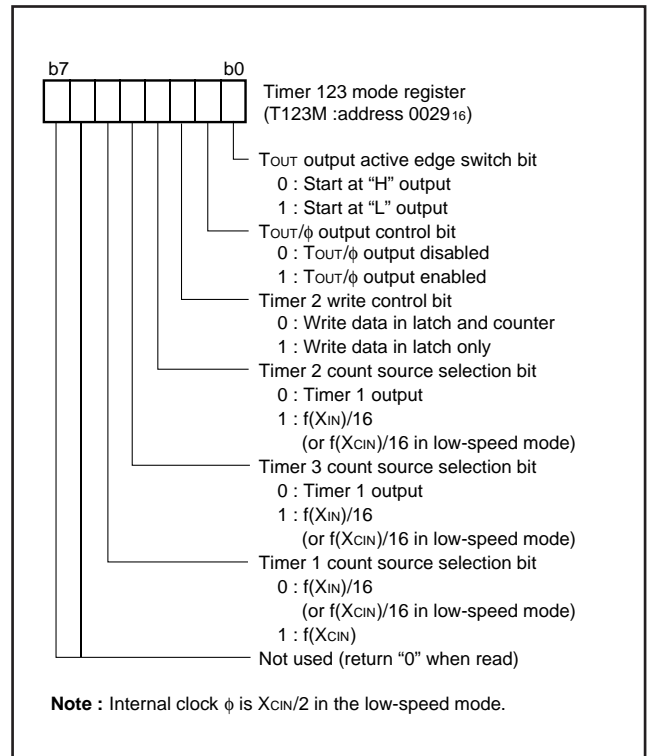 b7 b0
Timer 123 mode register
(T123M :address 002916)
TOUT output active edge switch bit
0 : Start at “H” output
1 : Start at “L” output
TOUT/ϕ output control bit
0 : TOUT/ϕ output disabled
1 : TOUT/ϕ output enabled
Timer 2 write control bit
0 : Write data in latch and counter
1 : Write data in latch only
Timer 2 count source selection bit
0 : Timer 1 output
1 : f(XIN)/16
(or f(XCIN)/16 in low-speed mode)
Timer 3 count source selection bit
0 : Timer 1 output
1 : f(XIN)/16
(or f(XCIN)/16 in low-speed mode)
Timer 1 count source selection bit
0 : f(XIN)/16
(or f(XCIN)/16 in low-speed mode)
1 : f(XCIN)
Not used (return “0” when read)
Note : Internal clock ϕ is XCIN/2 in the low-speed mode.